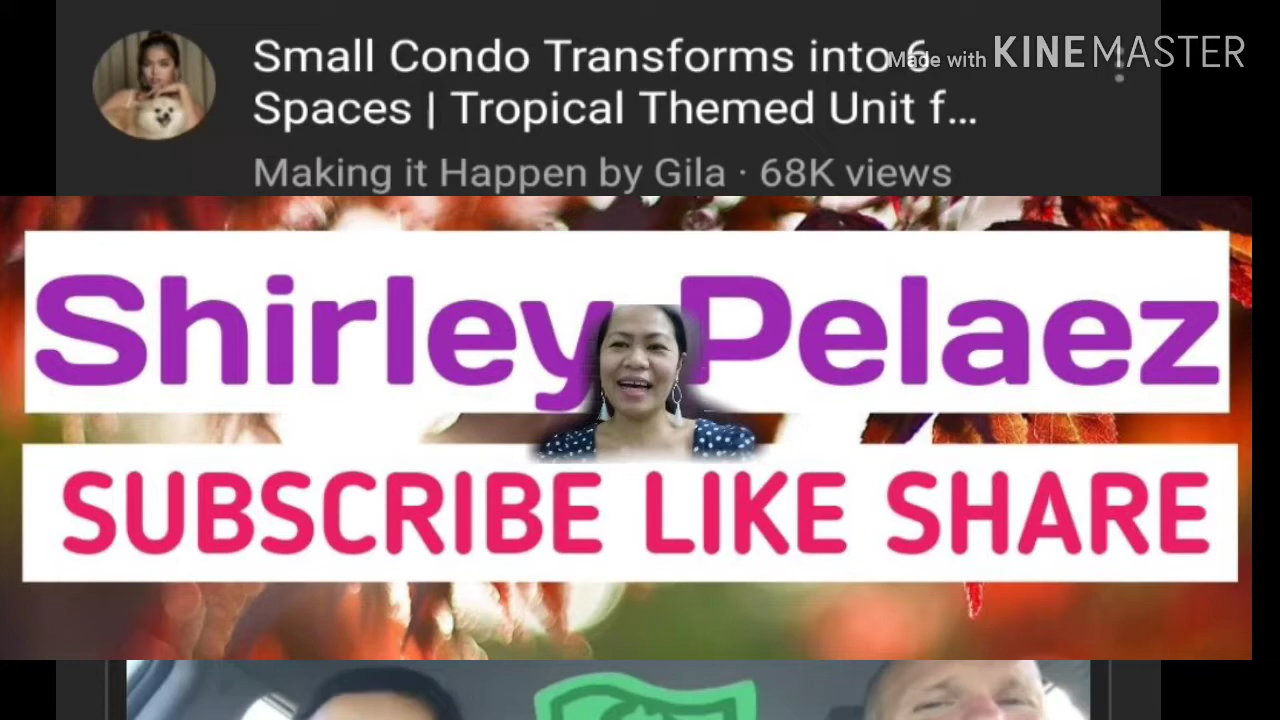 Small Condo Transforms into 6
Spaces | Tropical Themed Unit f...
Making it Happen by Gila · 68K views
Made with KINEMASTER
Shirley Pelaez
SUBSCRIBE LIKE SHARE